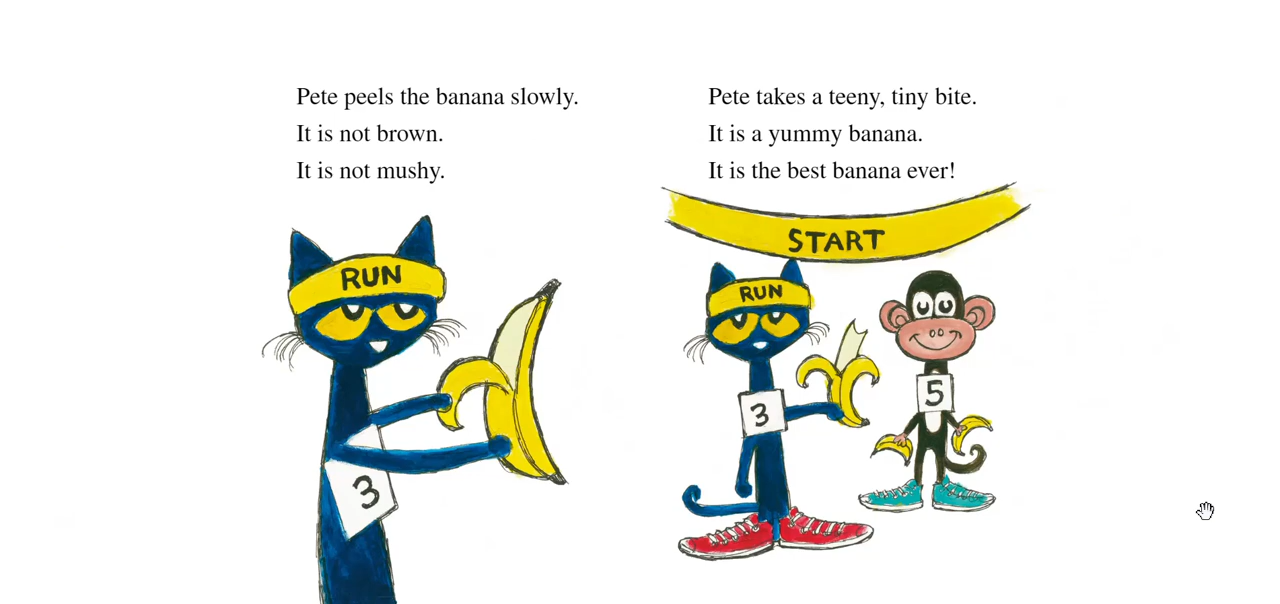 Pete peels the banana slowly.
It is not brown.
It is not mushy.
RUN
3
Pete takes a teeny, tiny bite.
It is a yummy banana.
It is the best banana ever!
START
RUN
3
5